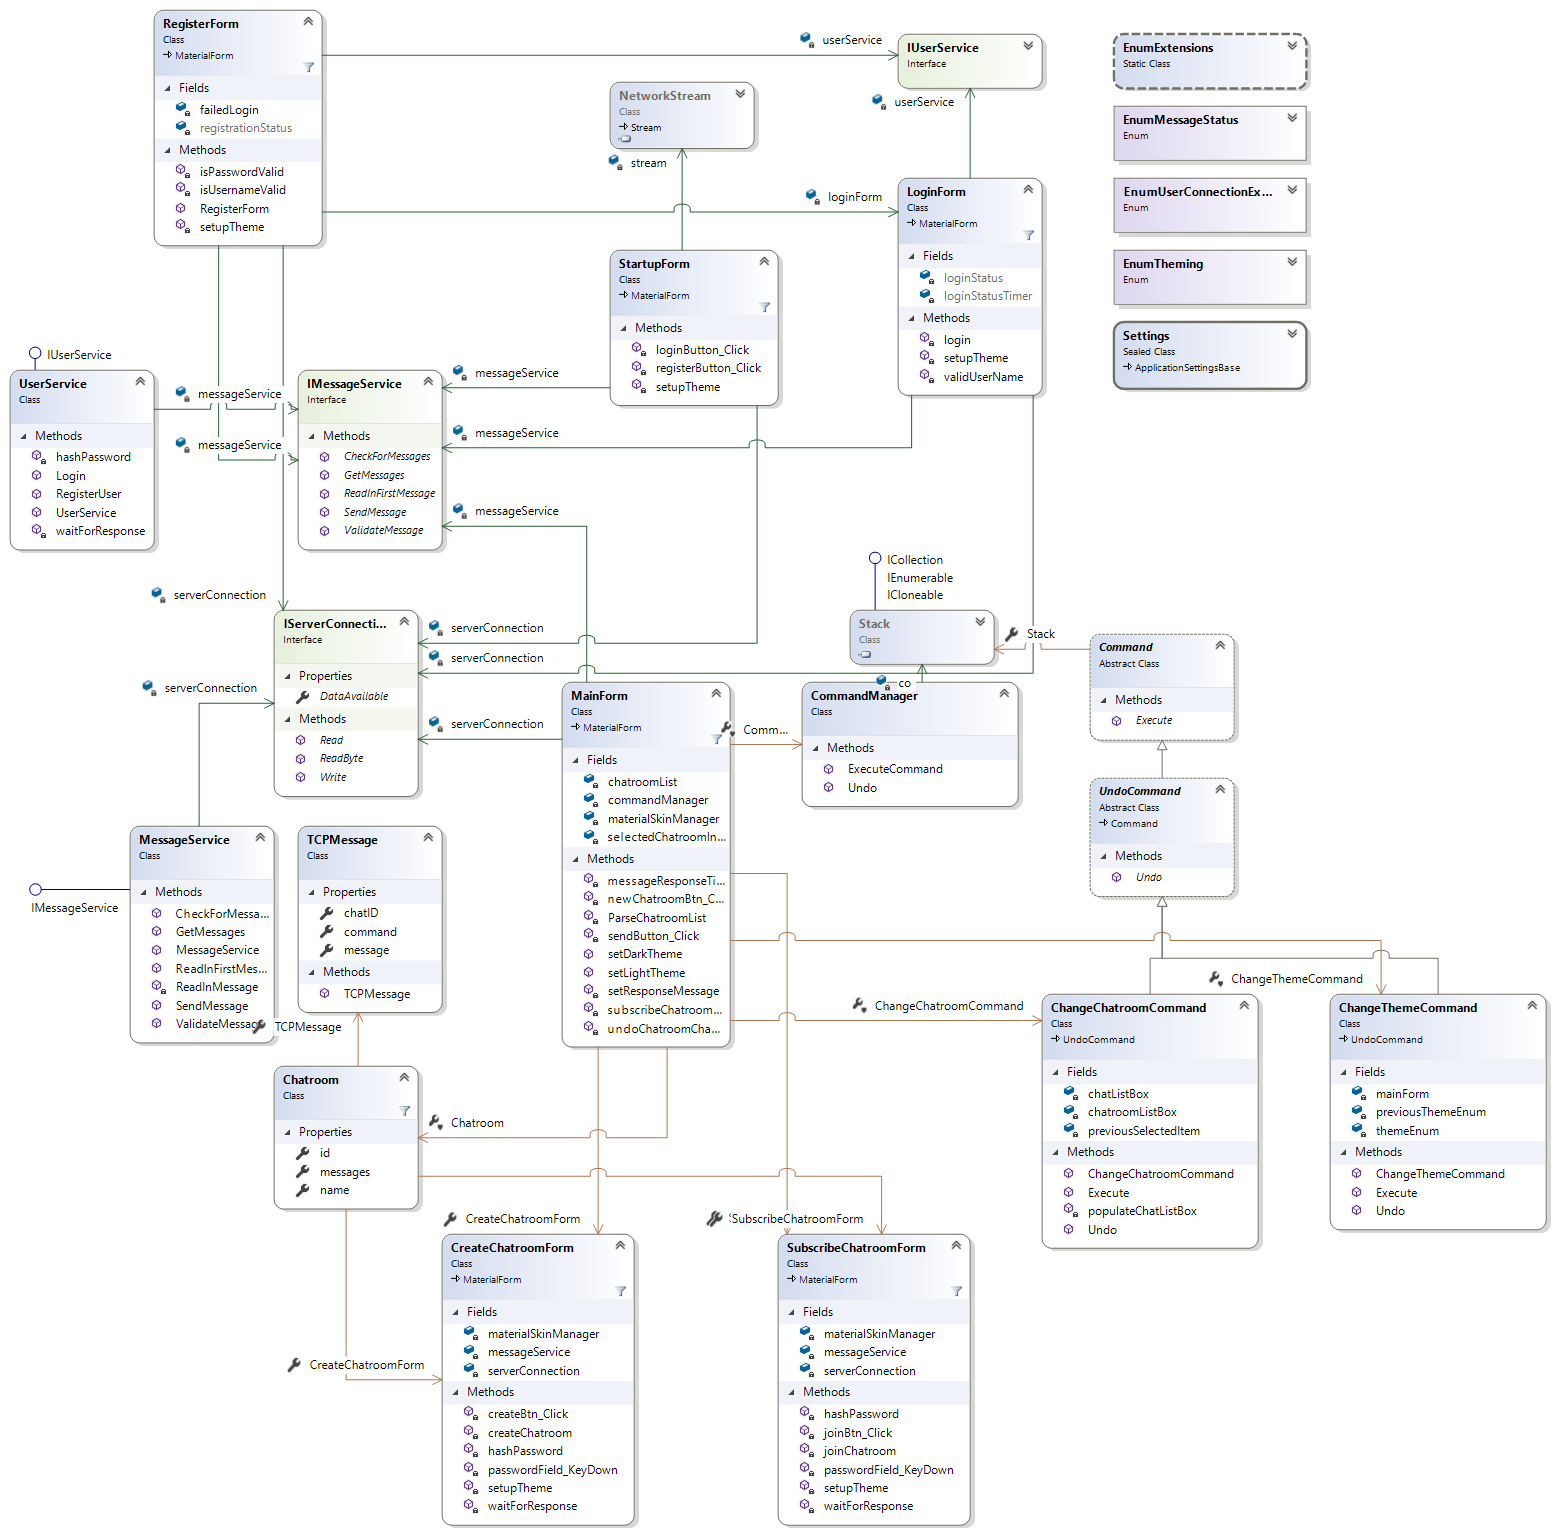 RegisterForm
Class
MaterialForm
Fields
failedLogin
registrationStatus
Methods
isPasswordValid
isUsernameValid
RegisterForm
setupTheme
userService
IUserService
Interface
userService
EnumExtensions
Static Class
EnumMessageStatus
Enum
EnumUserConnectionEx...
Enum
EnumTheming
Enum
Settings
Sealed Class
ApplicationSettingsBase
NetworkStream
Class
Stream
stream
loginForm
LoginForm
Class
MaterialForm
Fields
loginStatus
loginStatusTimer
Methods
login
setupTheme
validUserName
StartupForm
Class
MaterialForm
Methods
loginButton_Click
registerButton_Click
setupTheme
IUserService
UserService
Class
Methods
hashPassword
Login
RegisterUser
UserService
waitForResponse
messageService
messageService
IMessageService
Interface
Methods
CheckForMessages
GetMessages
ReadInFirstMessage
SendMessage
ValidateMessage
messageService
messageService
messageService
serverConnection
IServerConnecti...
Interface
Properties
DataAvailable
Methods
Read
ReadByte
Write
serverConnection
serverConnection
serverConnection
serverConnection
ICollection
IEnumerable
ICloneable
Stack
Class
Stack
Command
Abstract Class
Methods
Execute
UndoCommand
Abstract Class
Command
Methods
Undo
co
CommandManager
Class
Methods
ExecuteCommand
Undo
Comm...
MainForm
Class
MaterialForm
Fields
chatroomList
commandManager
materialSkinManager
selectedChatroomIn...
Methods
messageResponseTi...
newChatroomBtn_C...
ParseChatroomList
sendButton_Click
setDarkTheme
setLightTheme
setResponseMessage
subscribeChatroom...
undoChatroomCha...
IMessageService
MessageService
Class
Methods
CheckForMessa...
GetMessages
MessageService
ReadInFirstMes...
ReadInMessage
SendMessage
ValidateMessag
TCPMessage
TCPMessage
Class
Properties
chatID
command
message
Methods
TCPMessage
Chatroom
Class
Properties
id
messages
name
Chatroom
ChangeChatroomCommand
ChangeThemeCommand
ChangeChatroomCommand
Class
UndoCommand
Fields
chatListBox
chatroomListBox
previousSelectedItem
Methods
ChangeChatroomCommand
Execute
populateChatListBox
Undo
ChangeThemeCommand
Class
UndoCommand
Fields
mainForm
previousThemeEnum
themeEnum
Methods
ChangeThemeCommand
Execute
Undo
CreateChatroomForm
SubscribeChatroomForm
CreateChatroomForm
CreateChatroomForm
Class
MaterialForm
Fields
materialSkinManager
messageService
serverConnection
Methods
createBtn_Click
createChatroom
hashPassword
passwordField_KeyDown
setupTheme
waitForResponse
SubscribeChatroomForm
Class
MaterialForm
Fields
materialSkinManager
messageService
serverConnection
Methods
hashPassword
joinBtn_Click
joinChatroom
passwordField_KeyDown
setupTheme
waitForResponse